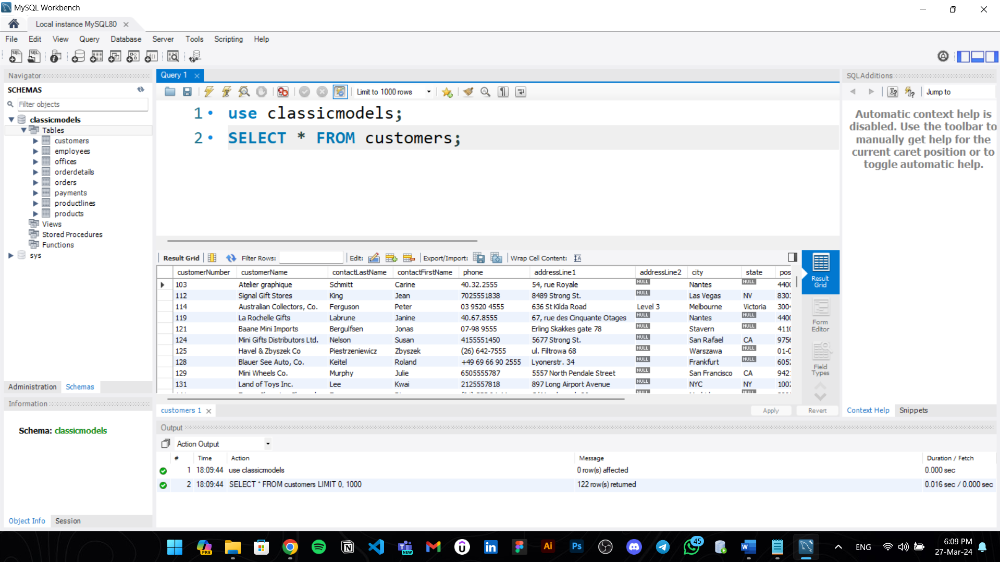 MySQL Workbench
Local instance MySQL80
File Edit View Query Database Server Tools Scripting Help
Navigator
SCHEMAS
Filter objects
classicmodels
Tables
customers
employees
offices
orderdetails
orders
payments
productlines
products
Views
Stored Procedures
Functions
sys
Administration Schemas
Information
Schema: classicmodels
Object Info Session
Query 1
Limit to 1000 rows
1 use classicmodels;
2 SELECT * FROM customers;
Result Grid Filter Rows: Edit: Export/Import: Wrap Cell Content:
customerNumber customerName contactLastName contactFirstName phone addressLine1 addressLine2 city state pos
103 Atelier graphique Schmitt Carine 40.32.2555 54, rue Royale NULL Nantes NULL 4400
112 Signal Gift Stores King Jean 7025551838 8489 Strong St. NULL Las Vegas NV 830
114 Australian Collectors, Co. Ferguson Peter 03 9520 4555 636 St Kilda Road Level 3 Melbourne Victoria 300
119 La Rochelle Gifts Labrune Janine 40.67.8555 67, rue des Cinquante Otages NULL Nantes NULL 4400
121 Baane Mini Imports Bergulfsen Jonas 07-98 9555 Erling Skakkes gate 78 NULL Stavern NULL 4110
124 Mini Gifts Distributors Ltd. Nelson Susan 4155551450 5677 Strong St. NULL San Rafael CA 975
125 Havel & Zbyszek Co Piestrzeniewicz Zbyszek (26) 642-7555 ul. Filtrowa 68 NULL Warszawa NULL 01-0
128 Blauer See Auto, Co. Keitel Roland +49 69 66 90 2555 Lyonerstr. 34 NULL Frankfurt NULL 605
129 Mini Wheels Co. Murphy Julie 6505555787 5557 North Pendale Street NULL San Francisco CA 942
131 Land of Toys Inc. Lee Kwai 2125557818 897 Long Airport Avenue NULL NYC NY 100
Result Grid
Form Editor
Field Types
customers 1
Apply Revert
SQLAdditions
Jump to
Automatic context help is
disabled. Use the toolbar to
manually get help for the
current caret position or to
toggle automatic help.
Context Help Snippets
Output
Action Output
# Time Action Message Duration / Fetch
1 18:09:44 use classicmodels 0 row(s) affected 0.000 sec
2 18:09:44 SELECT * FROM customers LIMIT 0, 1000 122 row(s) returned 0.016 sec / 0.000 sec
PRE
NEW
Ai
Ps
45
ENG
6:09 PM
27-Mar-24